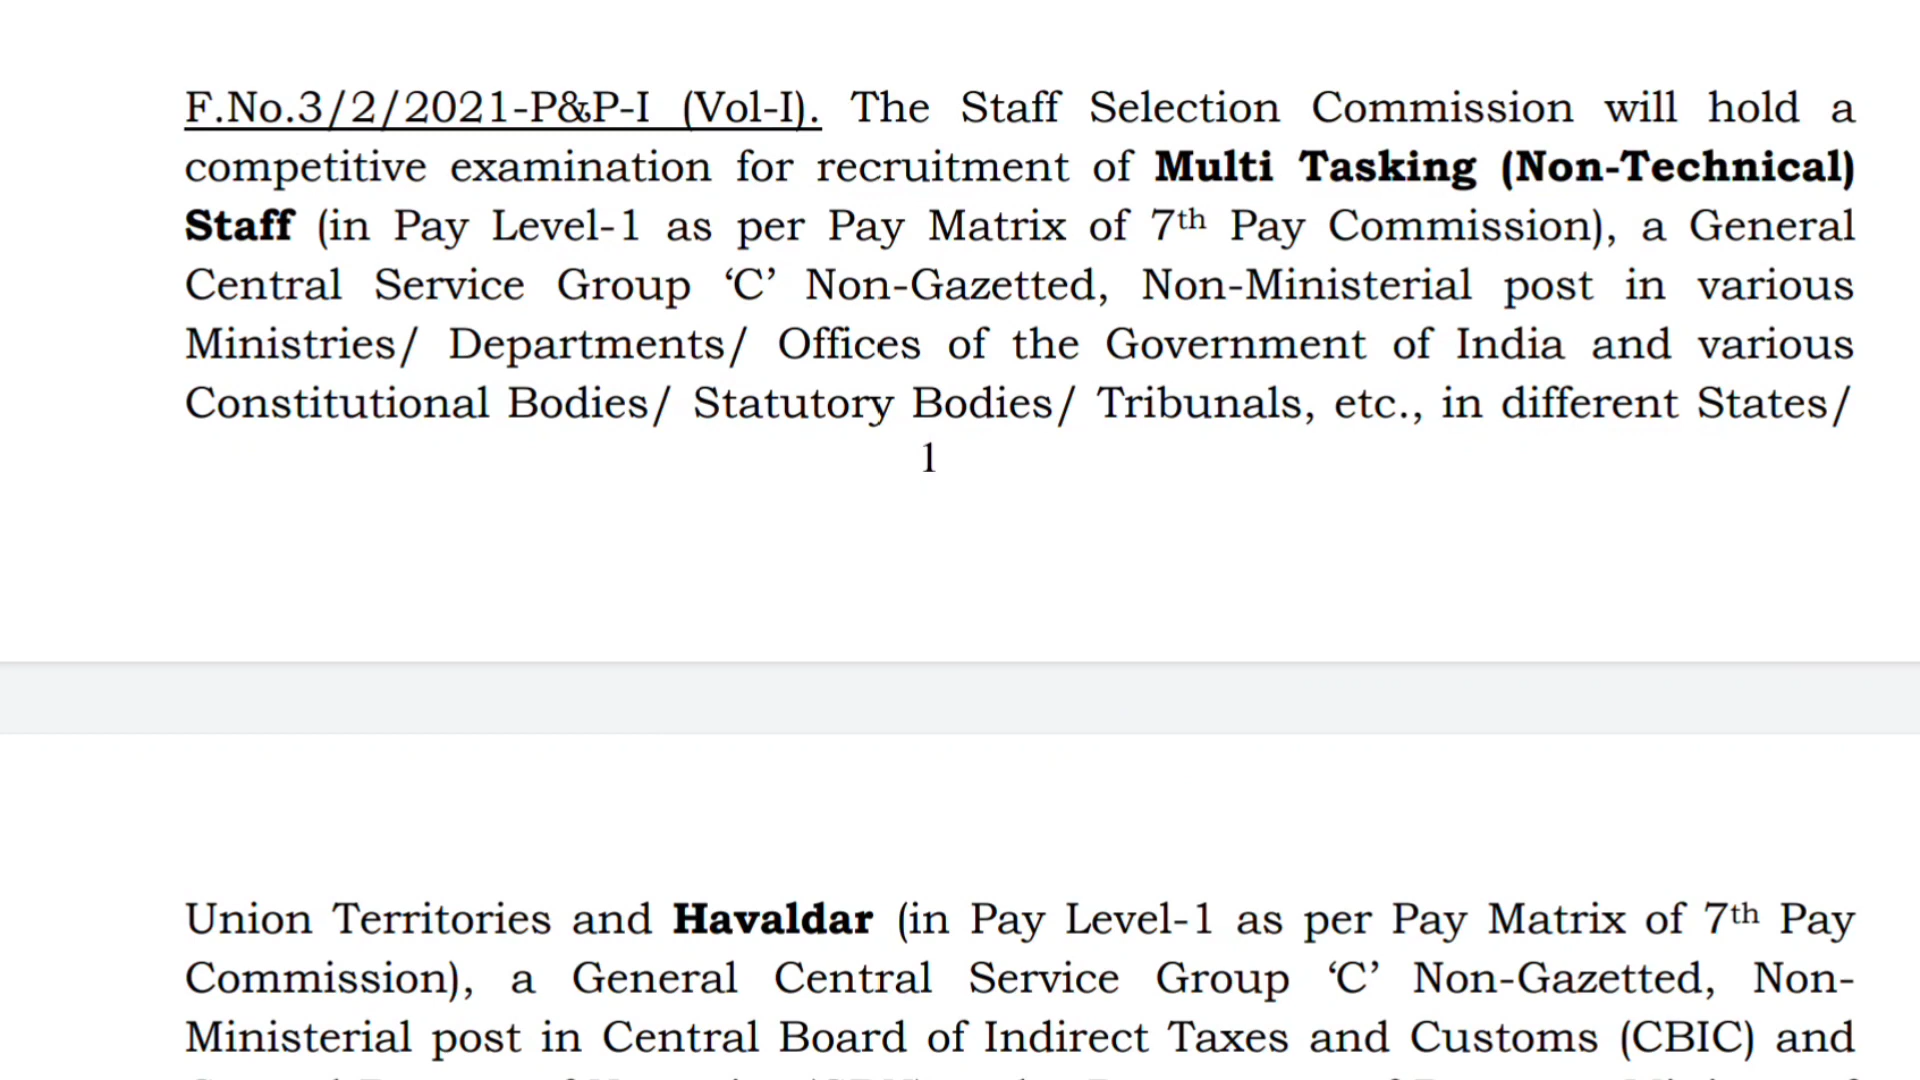 F.No.3/2/2021-P&P-I (Vol-I). The Staff Selection Commission will hold a
competitive examination for recruitment of Multi Tasking (Non-Technical)
Staff (in Pay Level-1 as per Pay Matrix of 7th Pay Commission), a General
Central Service Group ‘C’ Non-Gazetted, Non-Ministerial post in various
Ministries/ Departments/ Offices of the Government of India and various
Constitutional Bodies/ Statutory Bodies/ Tribunals, etc., in different States/
1
Union Territories and Havaldar (in Pay Level-1 as per Pay Matrix of 7th Pay
Commission), a General Central Service Group ‘C’ Non-Gazetted, Non-
Ministerial post in Central Board of Indirect Taxes and Customs (CBIC) and